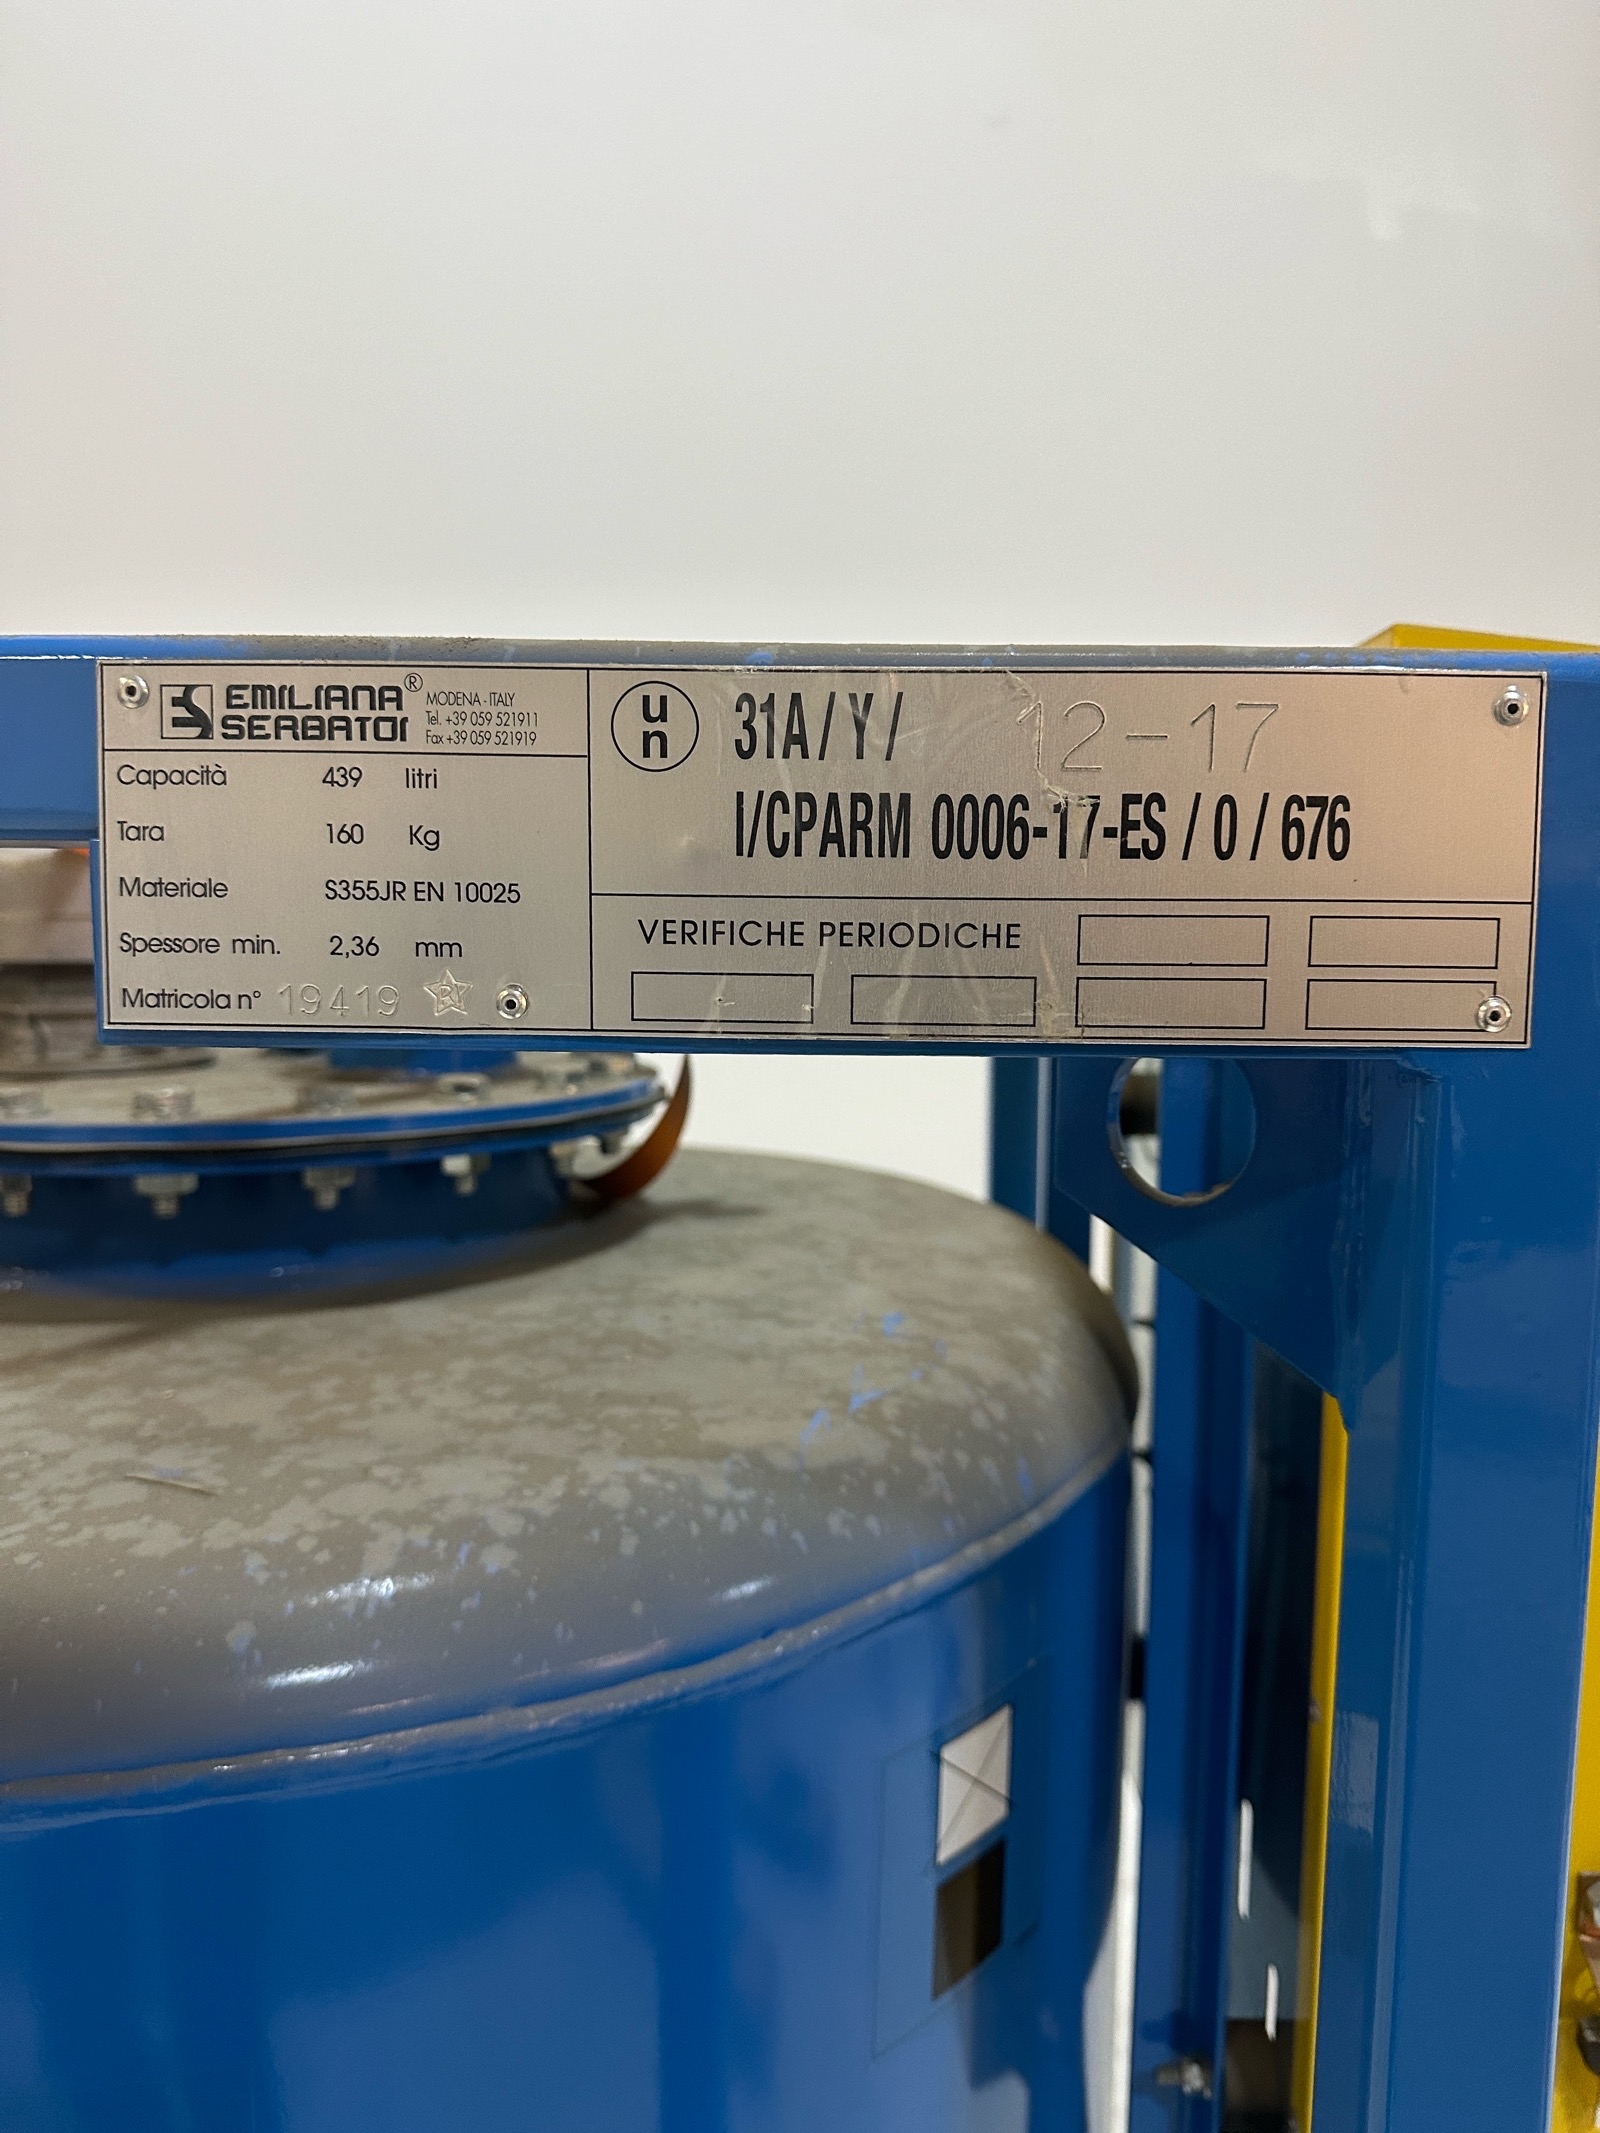 EMILIANA®
SERBATOI
MODENA - ITALY
Tel. +39 059 521911
Fax +39 059 521919
Capacità 439 litri
Tara 160 Kg
Materiale S355JR EN 10025
Spessore min. 2,36 mm
Matricola n° 19419 RI
un
31A / Y / 12-17
I/CPARM 0006-17-ES / 0 / 676
VERIFICHE PERIODICHE